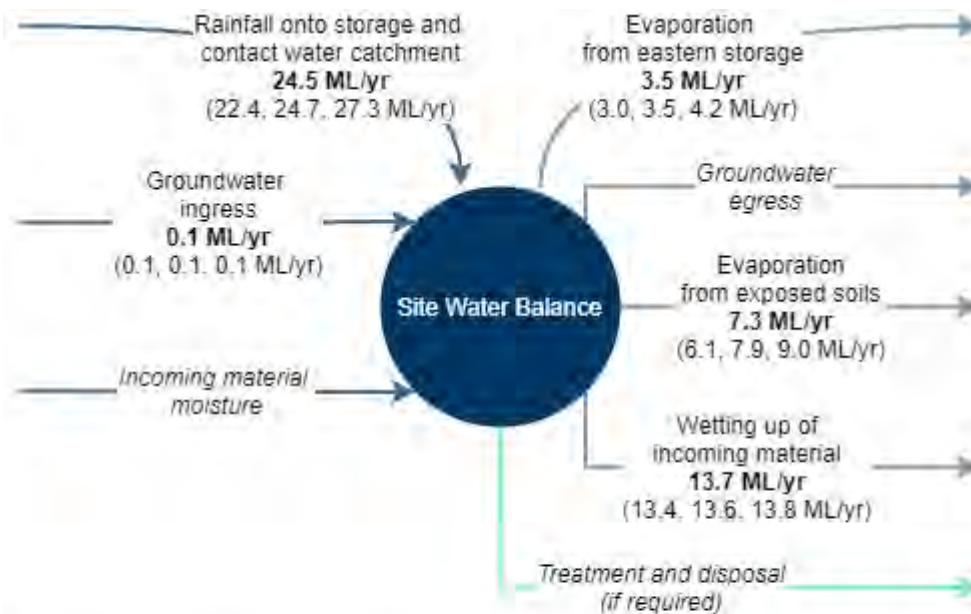 Rainfall onto storage and
contact water catchment
24.5 ML/yr
(22.4, 24.7, 27.3 ML/yr)
Evaporation
from eastern storage
3.5 ML/yr
(3.0, 3.5, 4.2 ML/yr)
Groundwater
ingress
0.1 ML/yr
(0.1, 0.1. 0.1 ML/yr)
Groundwater
egress
Site Water Balance
Evaporation
from exposed soils
7.3 ML/yr
(6.1, 7.9, 9.0 ML/yr)
Incoming material
moisture
Wetting up of
incoming material
13.7 ML/yr
(13.4, 13.6, 13.8 ML/yr)
Treatment and disposal
(if required)